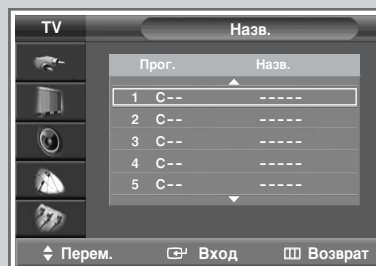 TV Назв.
Прог. Назв.
1 C-- -----
2 C-- -----
3 C-- -----
4 C-- -----
5 C-- -----
Перем. Вход Возврат